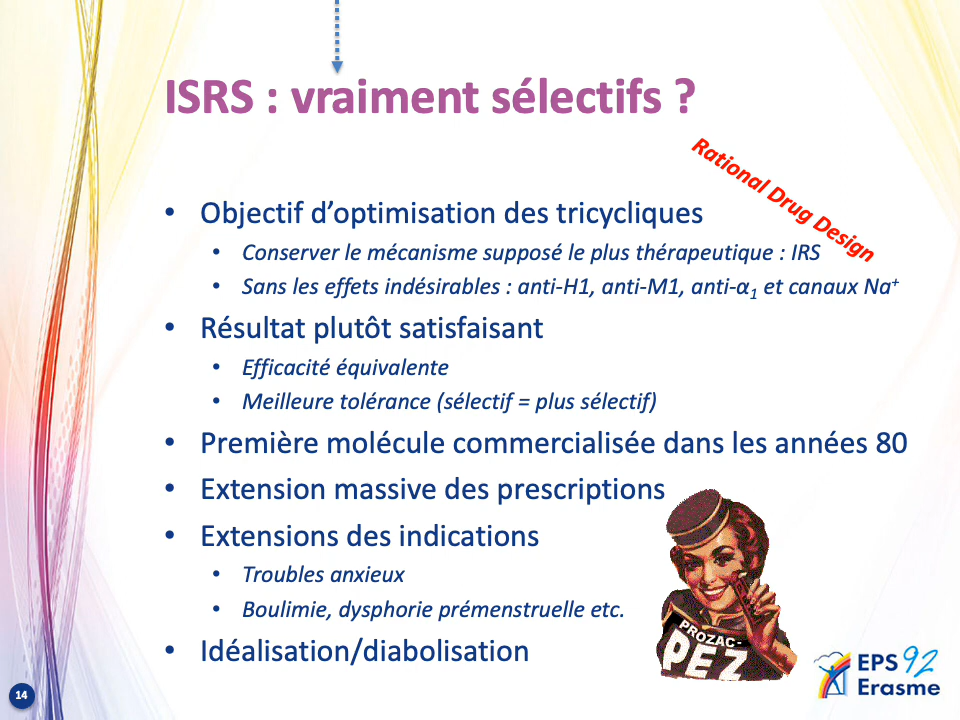 ISRS : vraiment sélectifs ?
Rational Drug Design
• Objectif d’optimisation des tricycliques
• Conserver le mécanisme supposé le plus thérapeutique : IRS
• Sans les effets indésirables : anti-H1, anti-M1, anti-α1 et canaux Na+
• Résultat plutôt satisfaisant
• Efficacité équivalente
• Meilleure tolérance (sélectif = plus sélectif)
• Première molécule commercialisée dans les années 80
• Extension massive des prescriptions
• Extensions des indications
• Troubles anxieux
• Boulimie, dysphorie prémenstruelle etc.
• Idéalisation/diabolisation
PROZAC-
PEZ
EPS 92
Erasme
14